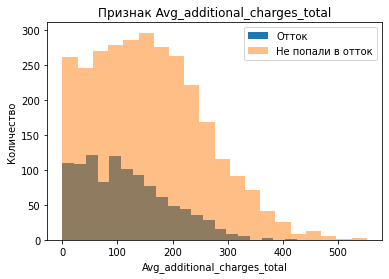 Признак Avg_additional_charges_total
Отток
Не попали в отток
Количество
300
250
200
150
100
50
0
0 100 200 300 400 500
Avg_additional_charges_total